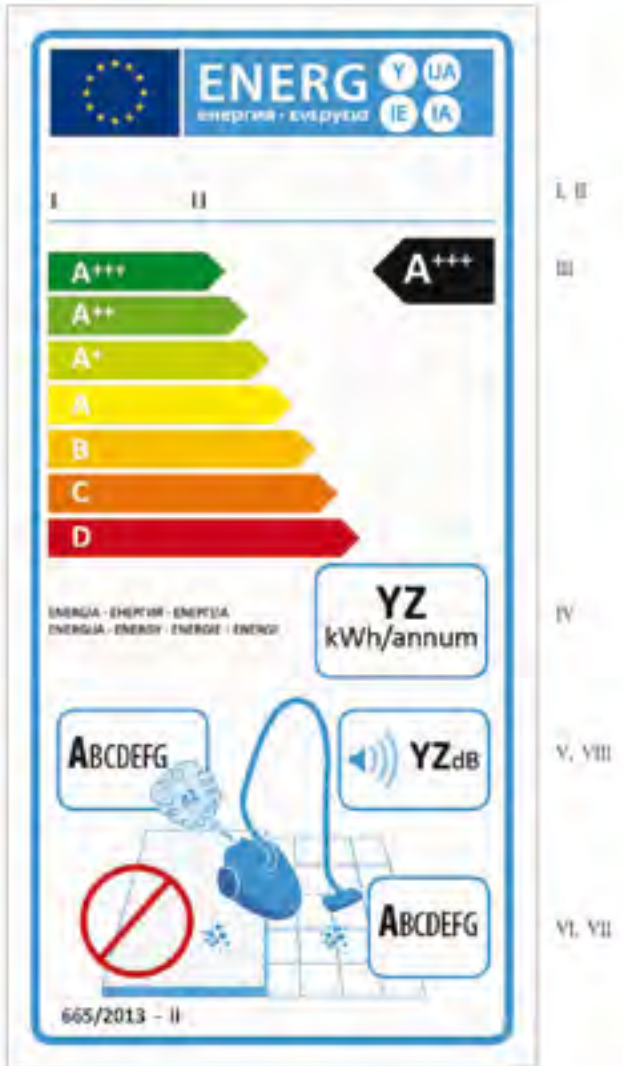 ENERG Y UA
енергия · ενεργεια IE IA
I II I, II
A+++ A+++ III
A++
A+
A
B
C
D
YZ
ENERGIA · ЕНЕРГИЯ · ΕΝΕΡΓΕΙΑ IV
ENERGIJA · ENERGY · ENERGIE · ENERGI kWh/annum
ABCDEFG YZdB V, VIII
ABCDEFG VI, VII
665/2013 - II